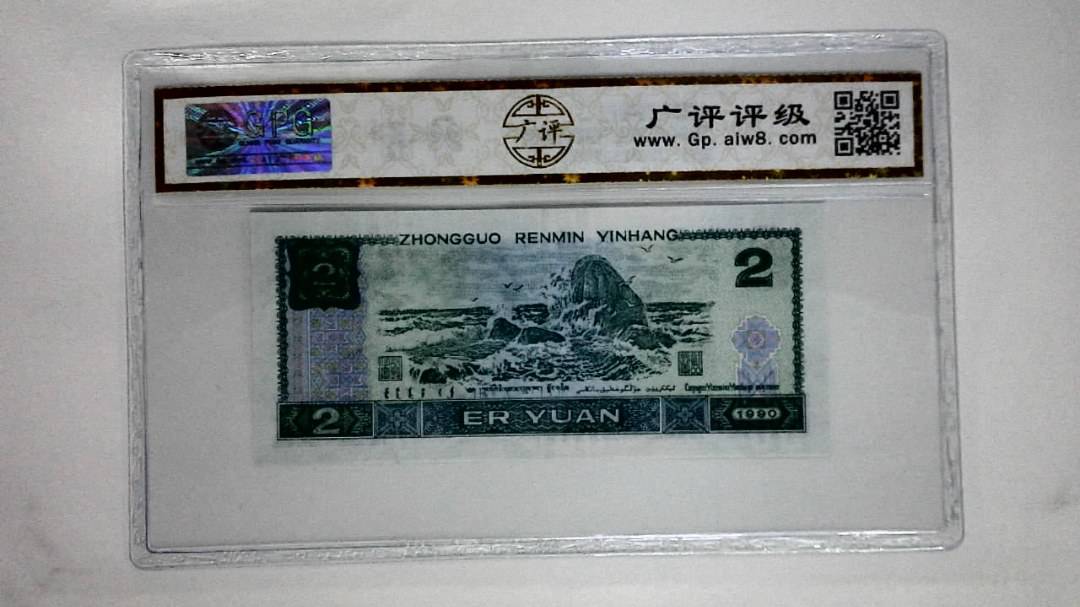 GPG
广评
广评评级
www. Gp. aiw8. com
ZHONGGUO RENMIN YINHANG
2
2
ER YUAN
1990